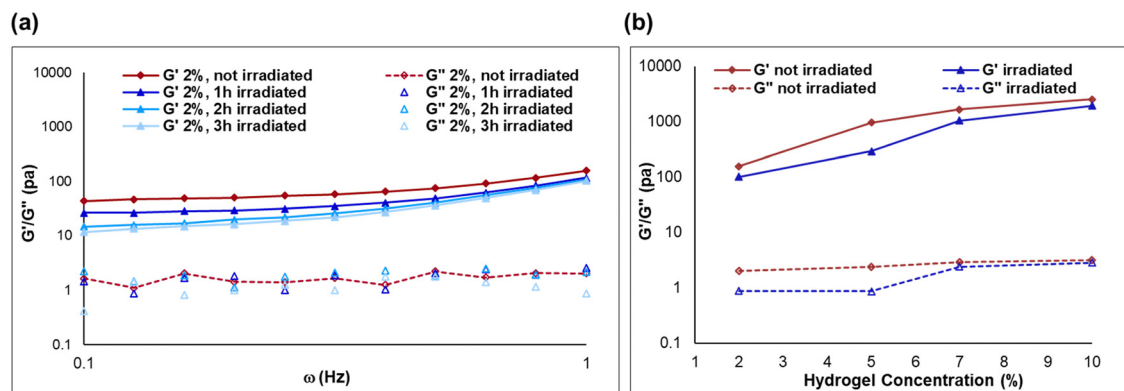 (a)
10000
1000
100
10
1
0.1
G'/G'' (pa)
G' 2%, not irradiated
G'' 2%, not irradiated
G' 2%, 1h irradiated
G'' 2%, 1h irradiated
G' 2%, 2h irradiated
G'' 2%, 2h irradiated
G' 2%, 3h irradiated
G'' 2%, 3h irradiated
0.1
1
ω (Hz)
(b)
10000
1000
100
10
1
0.1
G'/G'' (pa)
G' not irradiated
G' irradiated
G'' not irradiated
G'' irradiated
1 2 3 4 5 6 7 8 9 10
Hydrogel Concentration (%)